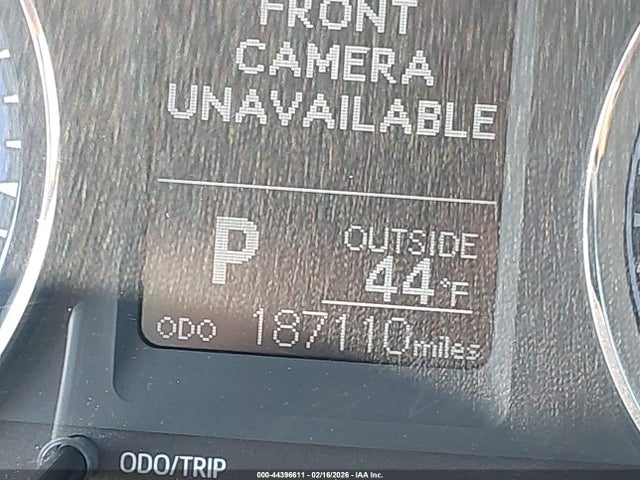 FRONT
CAMERA
UNAVAILABLE
P
OUTSIDE
44°F
ODO 187110 miles
ODO/TRIP
000-44396611 - 02/16/2026 - IAA Inc.